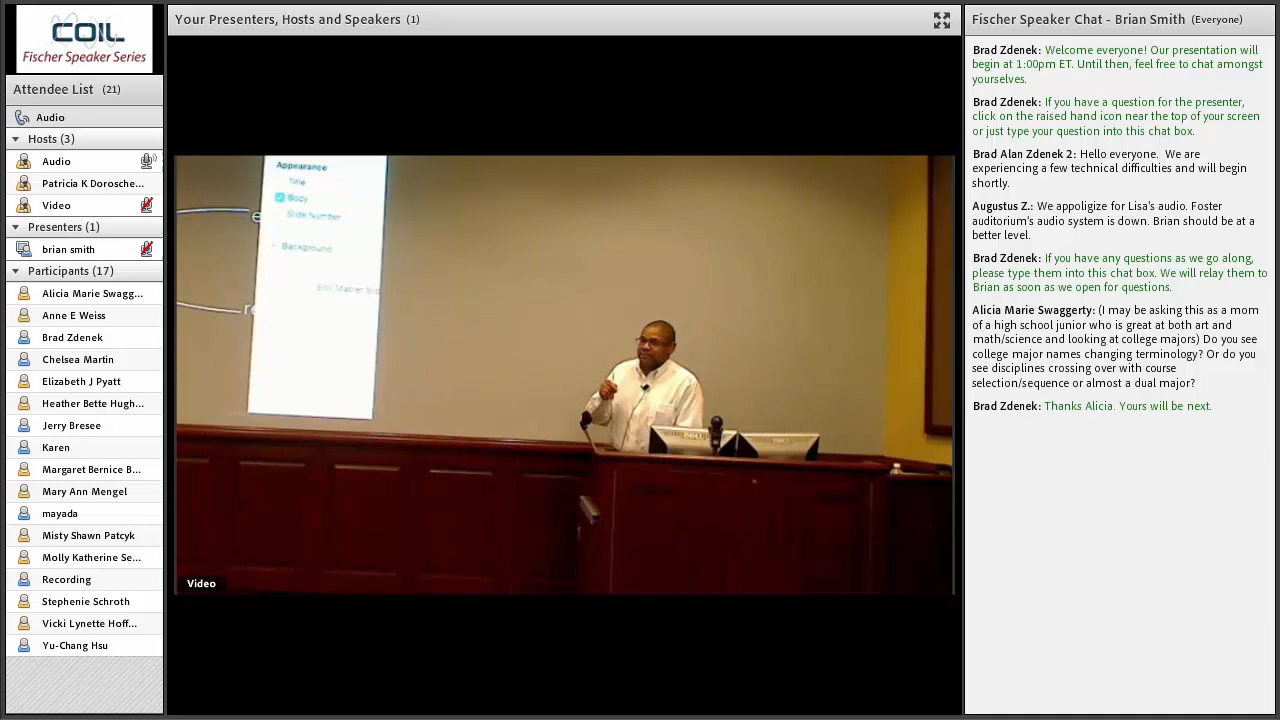 COIL
Fischer Speaker Series
Attendee List (21)
Audio
Hosts (3)
Audio
Patricia K Dorosche...
Video
Presenters (1)
brian smith
Participants (17)
Alicia Marie Swagg...
Anne E Weiss
Brad Zdenek
Chelsea Martin
Elizabeth J Pyatt
Heather Bette Hugh...
Jerry Bresee
Karen
Margaret Bernice B...
Mary Ann Mengel
mayada
Misty Shawn Patcyk
Molly Katherine Se...
Recording
Stephenie Schroth
Vicki Lynette Hoff...
Yu-Chang Hsu
Your Presenters, Hosts and Speakers (1)
Appearance
Title
Body
Slide Number
Background
Edit Master Slid
e
re
Video
Fischer Speaker Chat - Brian Smith (Everyone)
Brad Zdenek: Welcome everyone! Our presentation will
begin at 1:00pm ET. Until then, feel free to chat amongst
yourselves.
Brad Zdenek: If you have a question for the presenter,
click on the raised hand icon near the top of your screen
or just type your question into this chat box.
Brad Alan Zdenek 2: Hello everyone. We are
experiencing a few technical difficulties and will begin
shortly.
Augustus Z.: We appoligize for Lisa's audio. Foster
auditorium's audio system is down. Brian should be at a
better level.
Brad Zdenek: If you have any questions as we go along,
please type them into this chat box. We will relay them to
Brian as soon as we open for questions.
Alicia Marie Swaggerty: (I may be asking this as a mom
of a high school junior who is great at both art and
math/science and looking at college majors) Do you see
college major names changing terminology? Or do you
see disciplines crossing over with course
selection/sequence or almost a dual major?
Brad Zdenek: Thanks Alicia. Yours will be next.